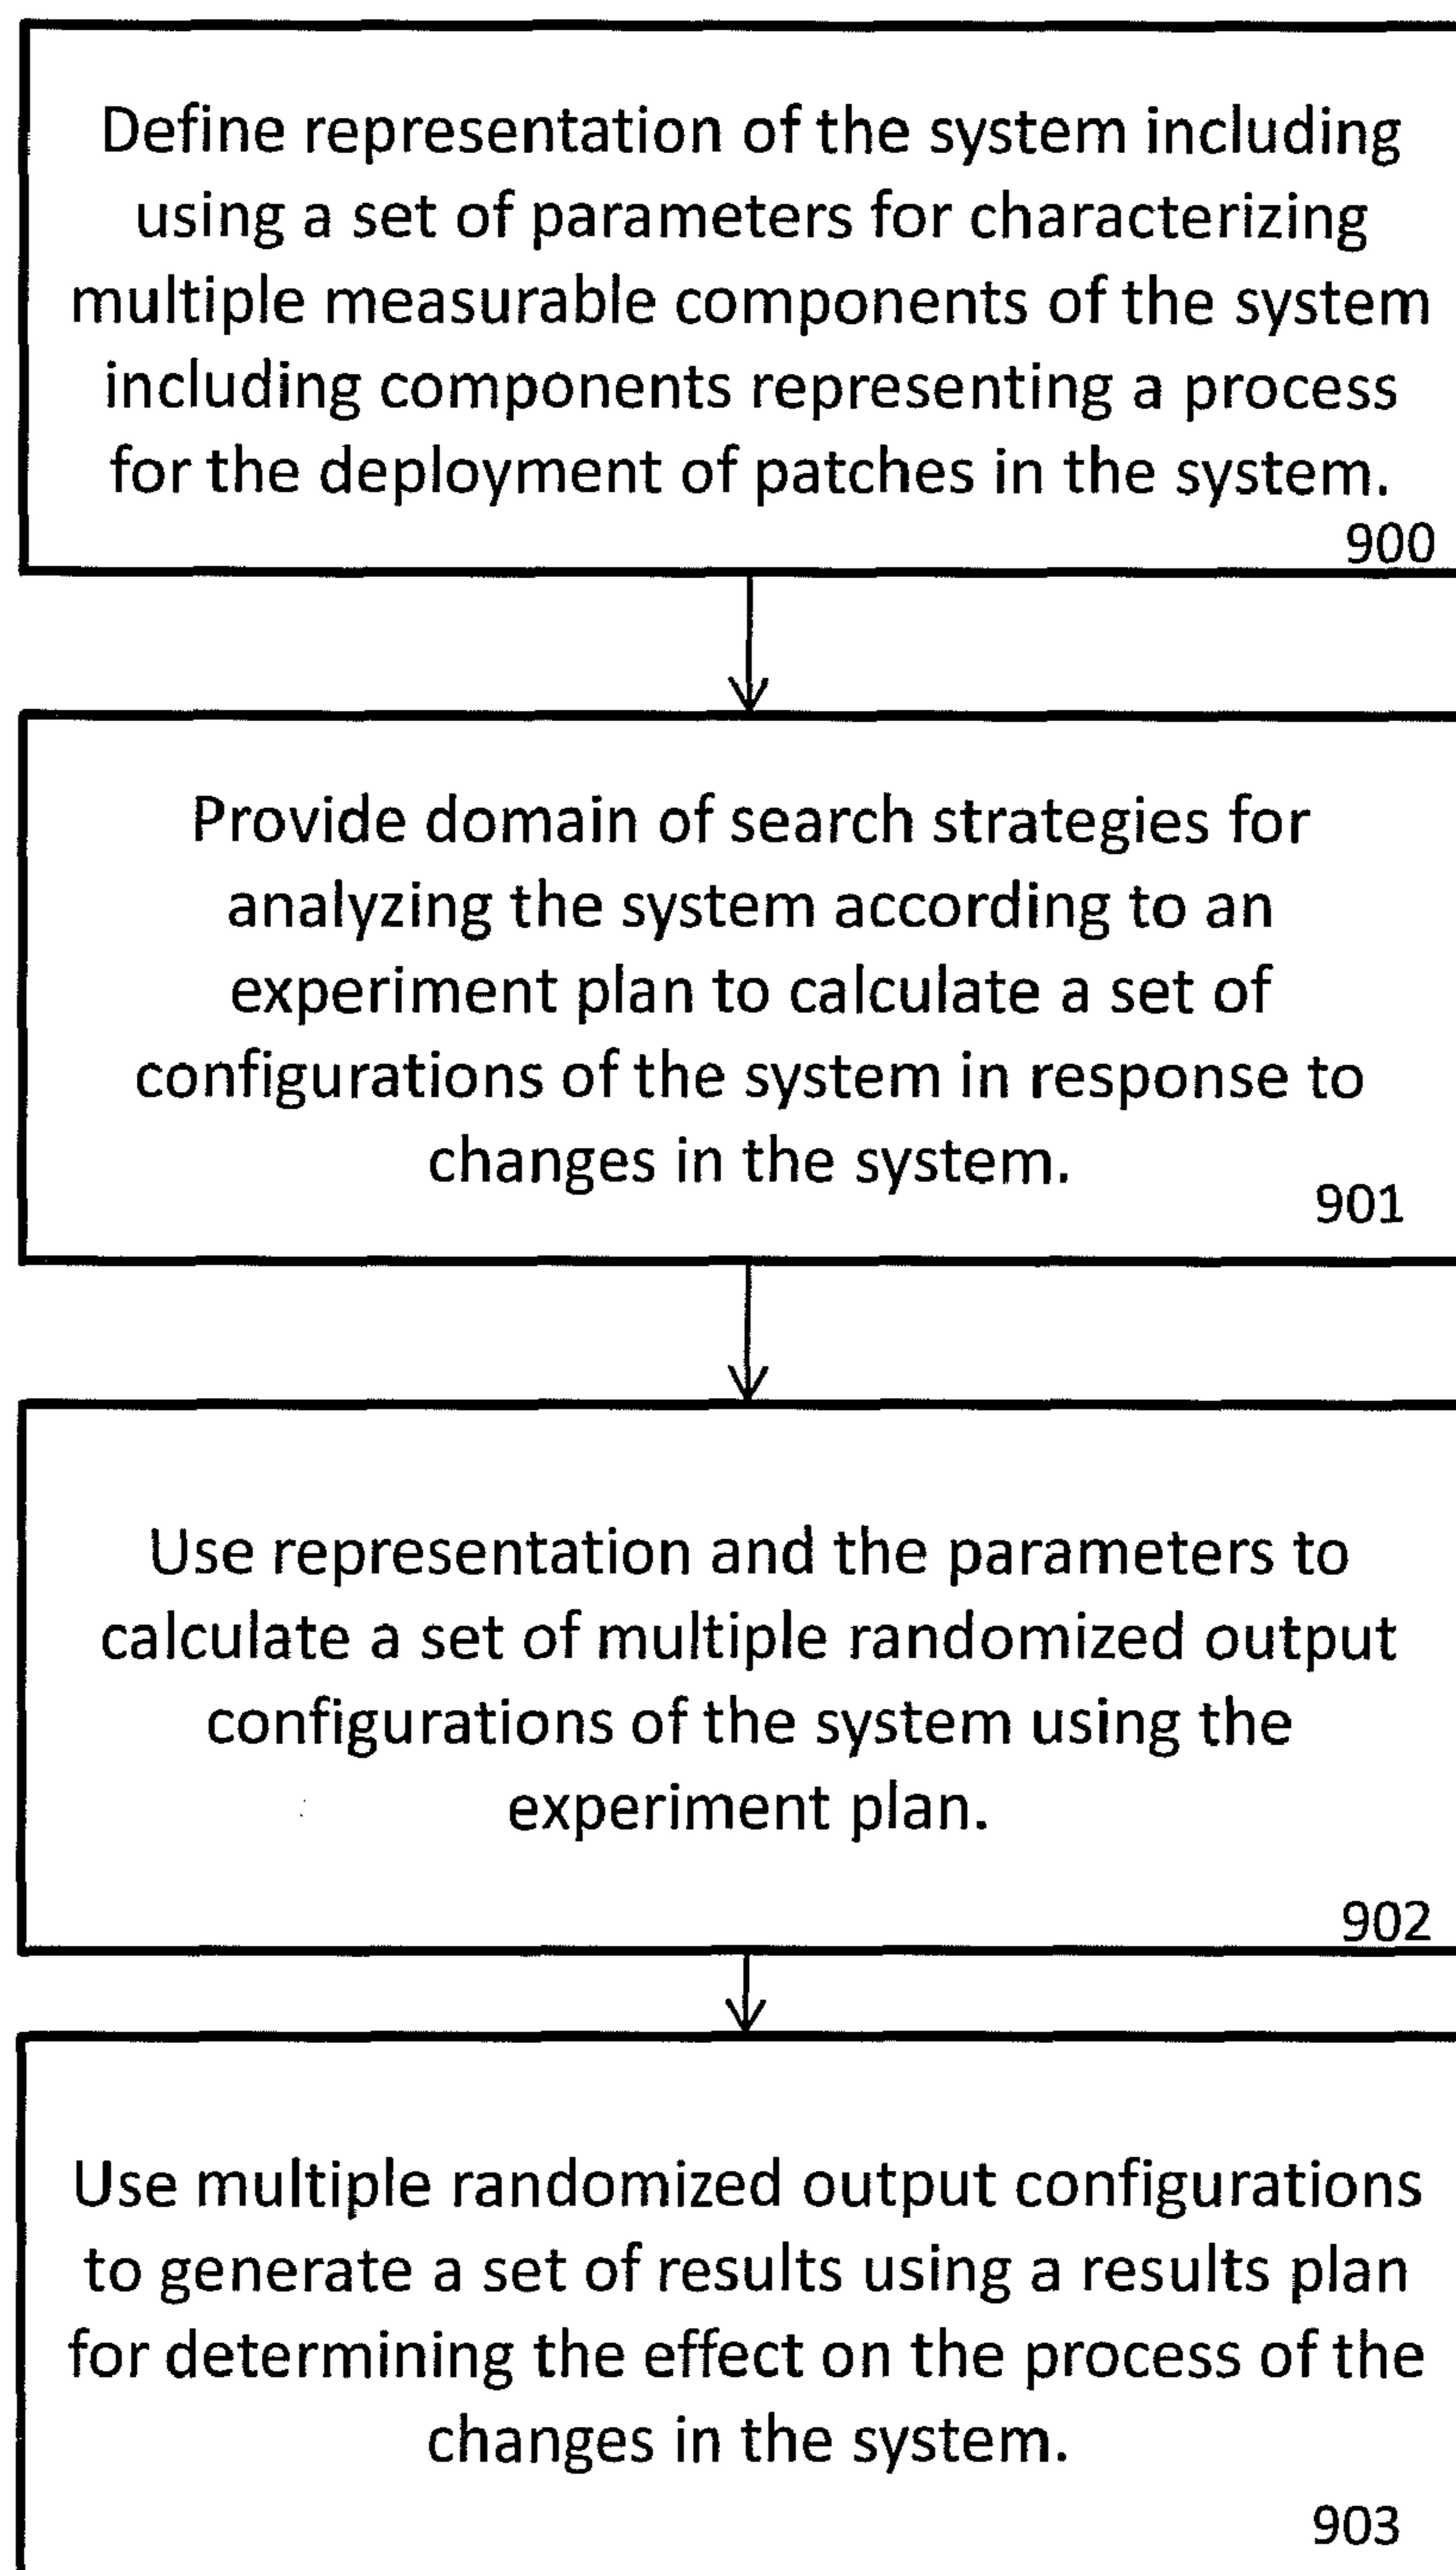 Define representation of the system including
using a set of parameters for characterizing
multiple measurable components of the system
including components representing a process
for the deployment of patches in the system.
900
Provide domain of search strategies for
analyzing the system according to an
experiment plan to calculate a set of
configurations of the system in response to
changes in the system.
901
Use representation and the parameters to
calculate a set of multiple randomized output
configurations of the system using the
experiment plan.
902
Use multiple randomized output configurations
to generate a set of results using a results plan
for determining the effect on the process of the
changes in the system.
903